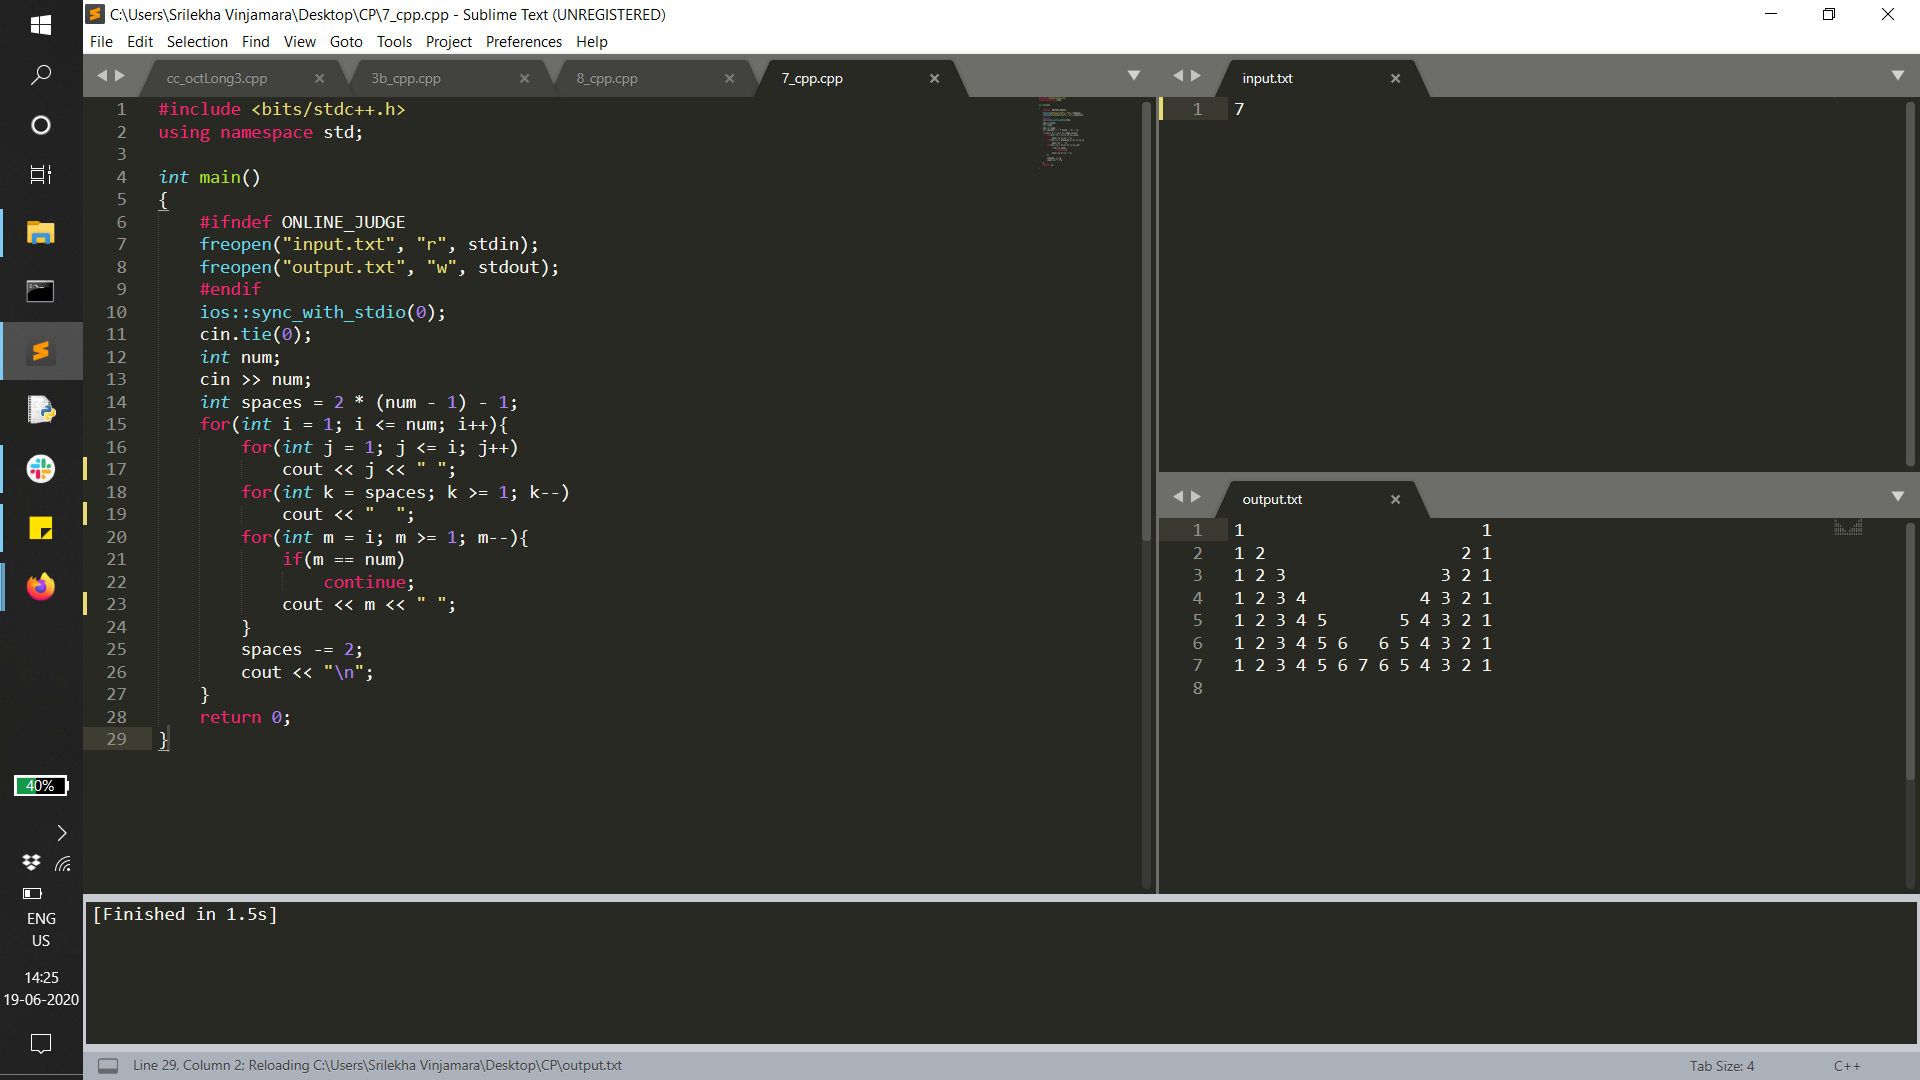 C:\Users\Srilekha Vinjamara\Desktop\CP\7_cpp.cpp - Sublime Text (UNREGISTERED)
File Edit Selection Find View Goto Tools Project Preferences Help
cc_octLong3.cpp 3b_cpp.cpp 8_cpp.cpp 7_cpp.cpp
1 #include <bits/stdc++.h>
2 using namespace std;
3
4 int main()
5 {
6     #ifndef ONLINE_JUDGE
7     freopen("input.txt", "r", stdin);
8     freopen("output.txt", "w", stdout);
9     #endif
10     ios::sync_with_stdio(0);
11     cin.tie(0);
12     int num;
13     cin >> num;
14     int spaces = 2 * (num - 1) - 1;
15     for(int i = 1; i <= num; i++){
16         for(int j = 1; j <= i; j++)
17             cout << j << " ";
18         for(int k = spaces; k >= 1; k--)
19             cout << "  ";
20         for(int m = i; m >= 1; m--){
21             if(m == num)
22                 continue;
23             cout << m << " ";
24         }
25         spaces -= 2;
26         cout << "\n";
27     }
28     return 0;
29 }
input.txt
1 7
output.txt
1 1                       1
2 1 2                   2 1
3 1 2 3               3 2 1
4 1 2 3 4           4 3 2 1
5 1 2 3 4 5       5 4 3 2 1
6 1 2 3 4 5 6   6 5 4 3 2 1
7 1 2 3 4 5 6 7 6 5 4 3 2 1
8
[Finished in 1.5s]
40%
ENG
US
14:25
19-06-2020
Line 29, Column 2; Reloading C:\Users\Srilekha Vinjamara\Desktop\CP\output.txt
Tab Size: 4 C++